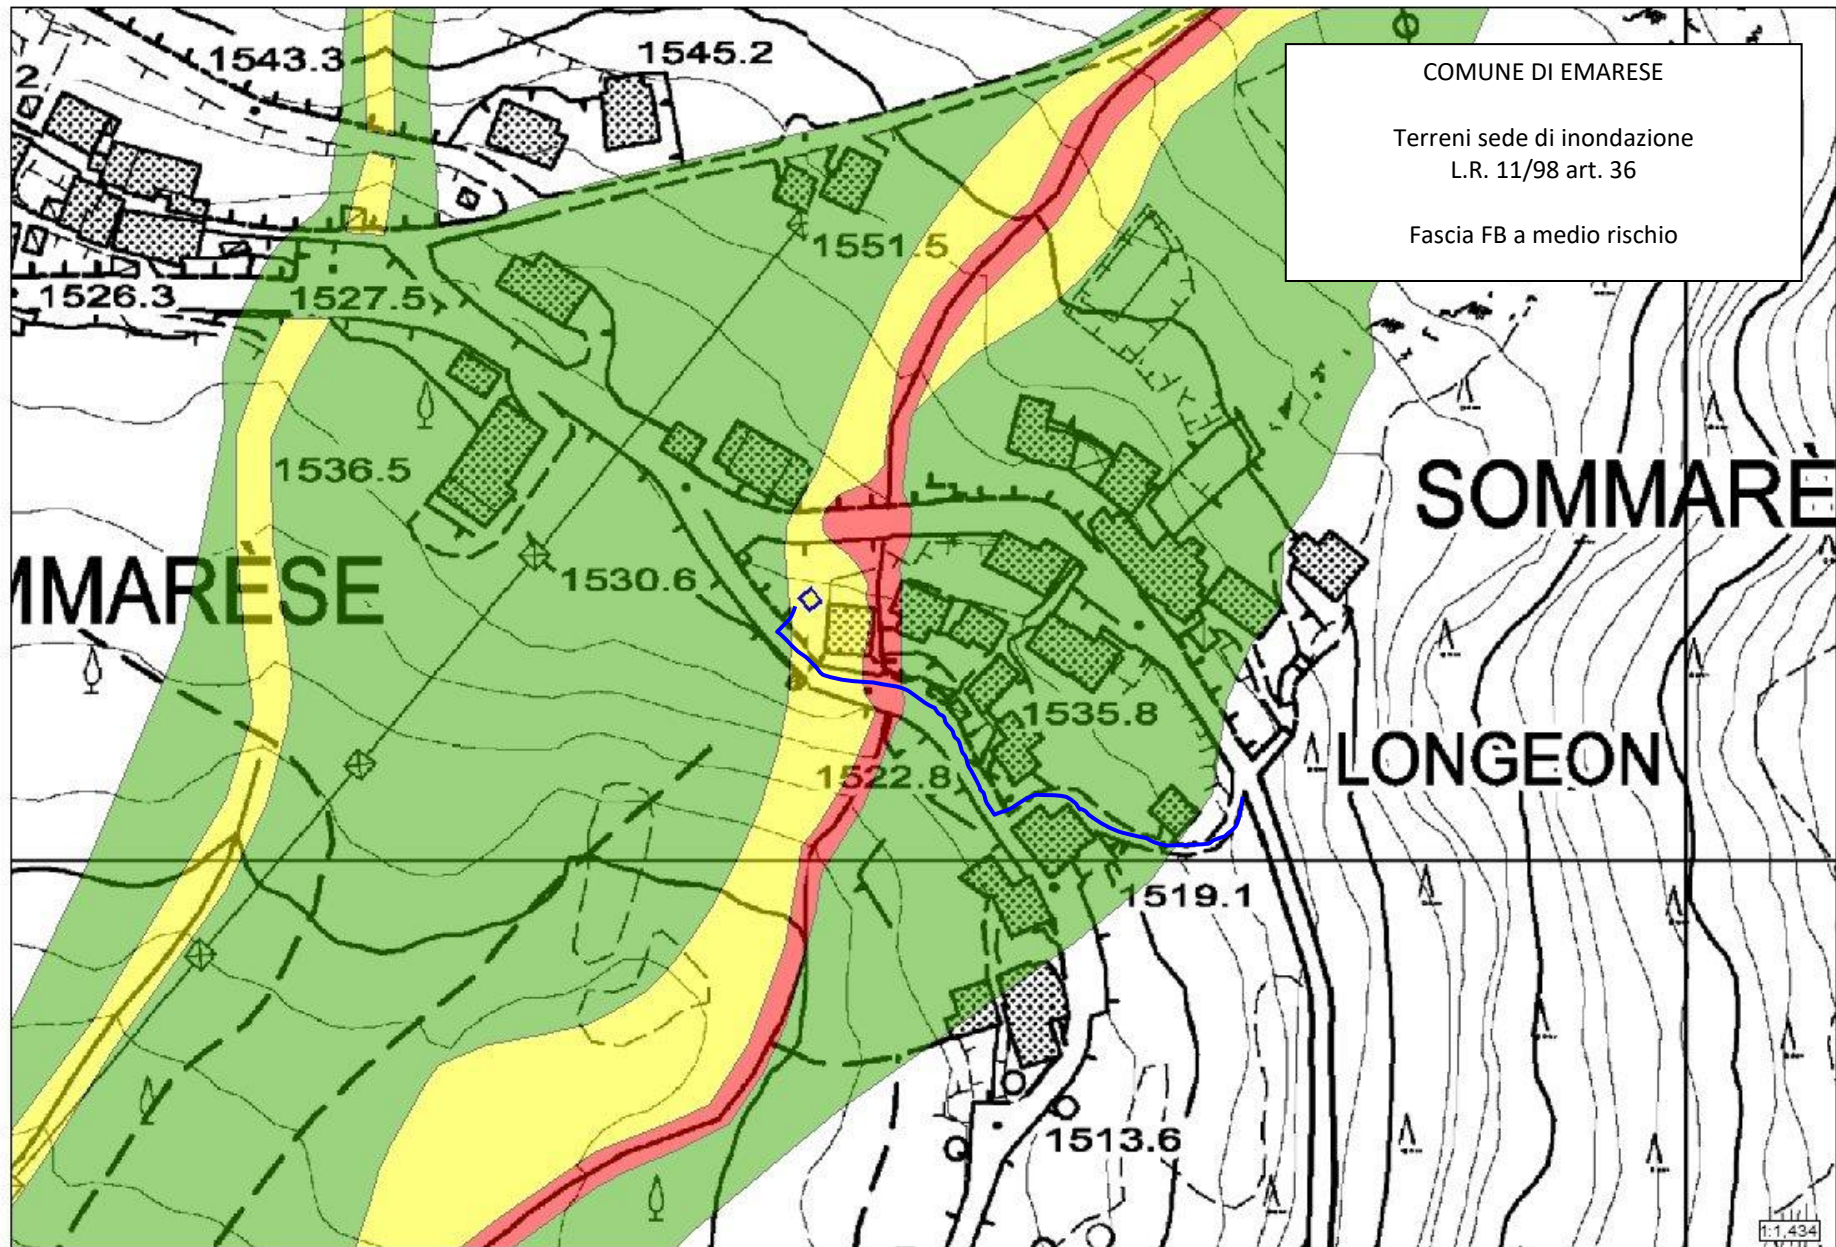 1543.3
1545.2
2
COMUNE DI EMARESE
Terreni sede di inondazione
L.R. 11/98 art. 36
Fascia FB a medio rischio
1551.5
1526.3
1527.5
1536.5
SOMMARE
1530.6
MMARÈSE
1535.8
LONGEON
1522.8
1519.1
1513.6
1:1,434